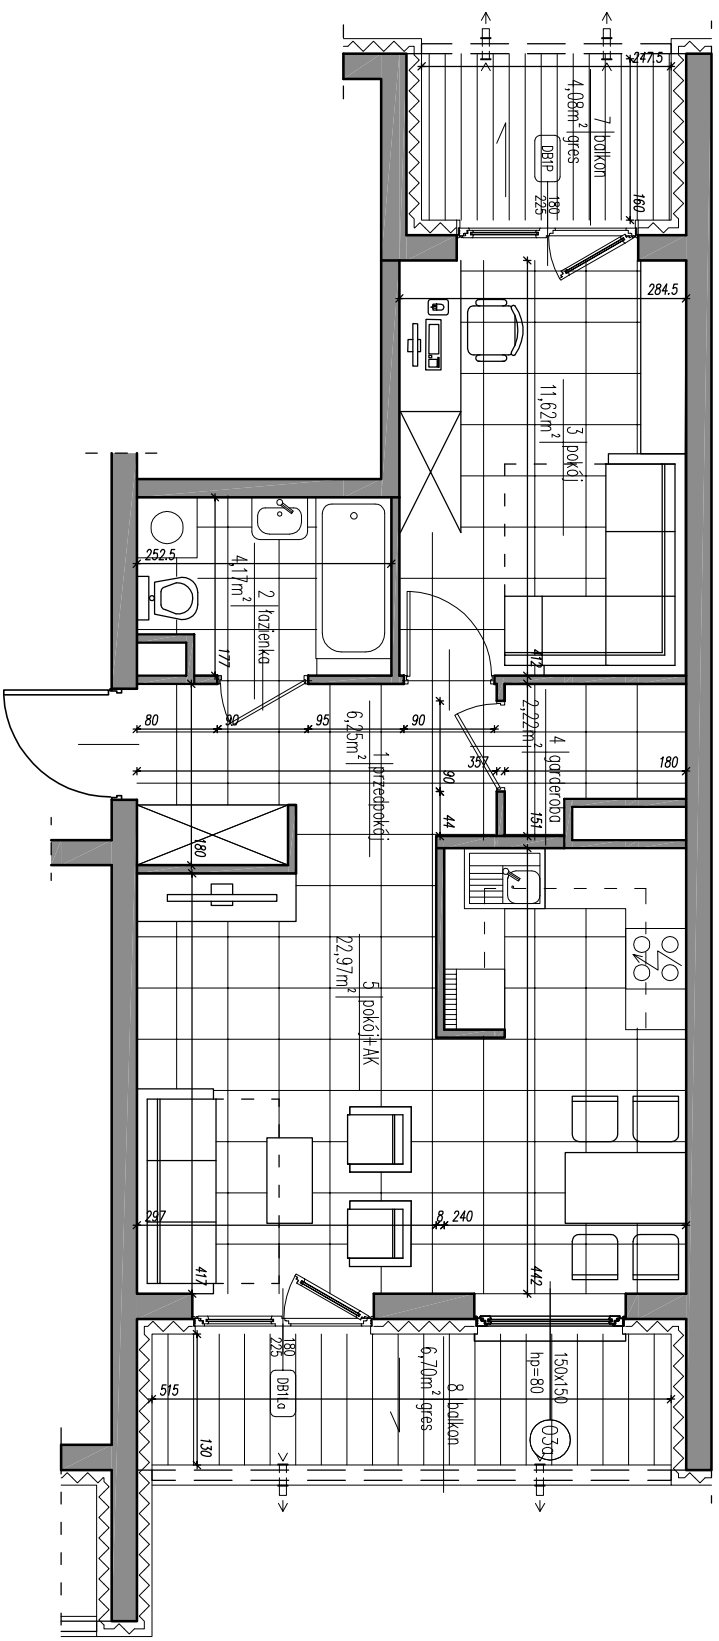 247.5
7 balkon
4,08m² gres
DB1P
180
225
160
284.5
3 pokój
11,62m²
412
252.5
2 łazienka
4,17m²
177
80
90
95
90
1 przedpokój
6,25m²
357
90
44
4 garderoba
2,22m²
151
180
180
5 pokój+AK
22,97m²
297
8
240
417
442
180
225
DB1La
8 balkon
6,70m² gres
150x150
hp=80
O3a
515
130